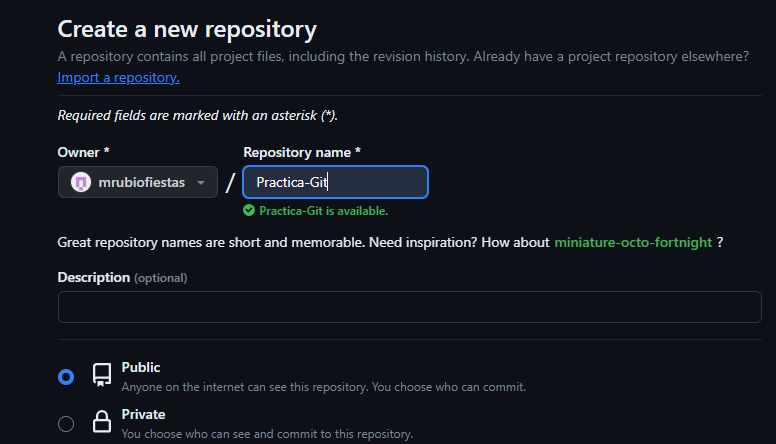 Create a new repository
A repository contains all project files, including the revision history. Already have a project repository elsewhere?
Import a repository.
Required fields are marked with an asterisk (*).
Owner * Repository name *
mrubiofiestas / Practica-Git
Practica-Git is available.
Great repository names are short and memorable. Need inspiration? How about miniature-octo-fortnight ?
Description (optional)
Public
Anyone on the internet can see this repository. You choose who can commit.
Private
You choose who can see and commit to this repository.